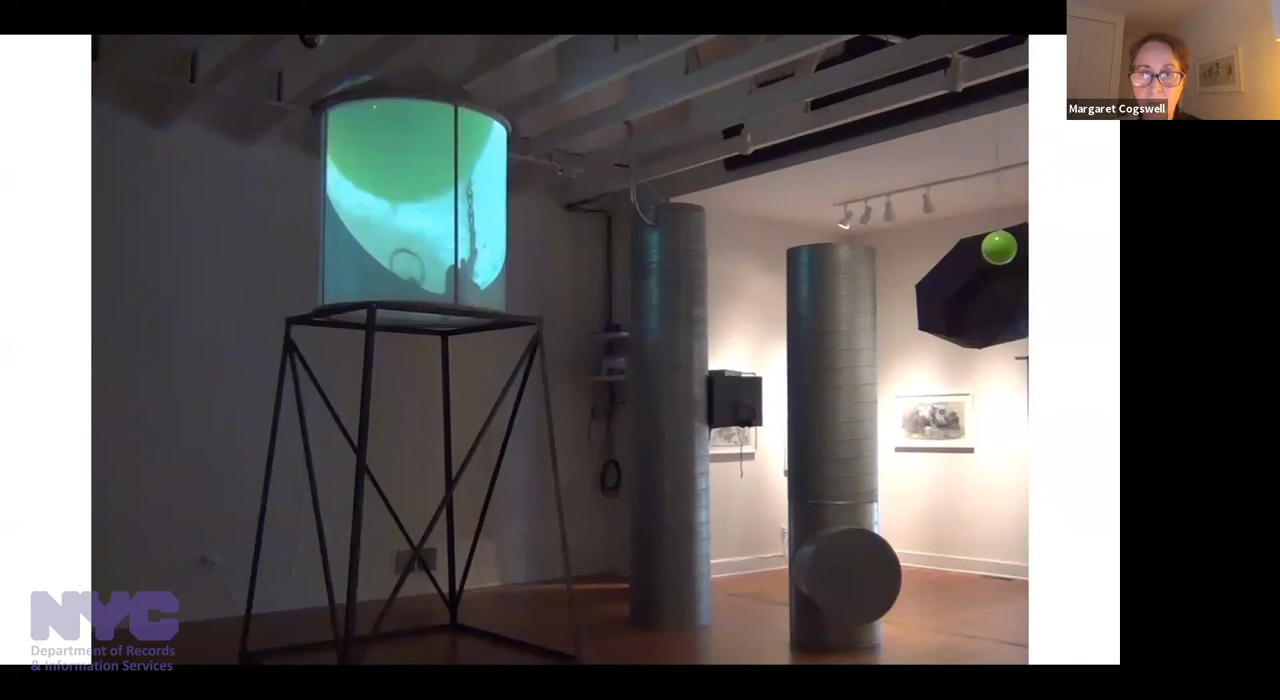 Margaret Cogswell
NYC
Department of Records
& Information Services